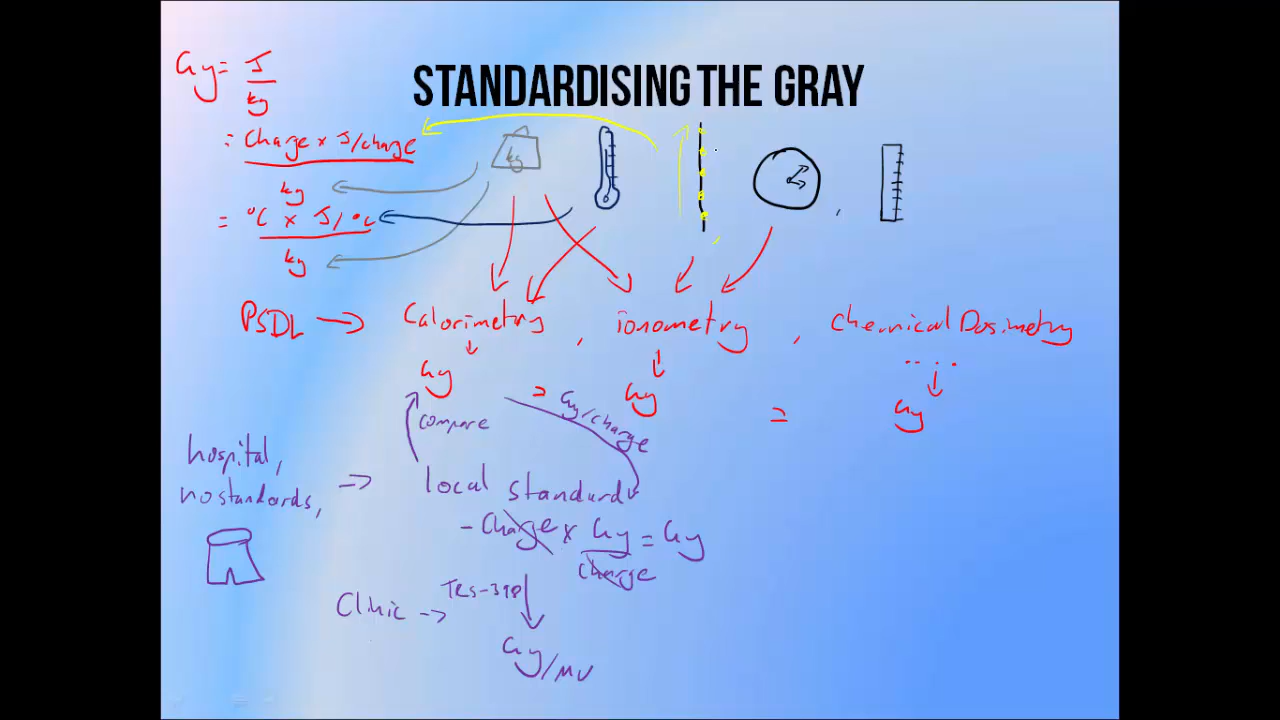 STANDARDISING THE GRAY
Gy = J
kg
= Charge x J/charge
kg
= °C x J/°C
kg
kg
PSDL → Calorimetry, ionometry, Chemical Dosimetry
....
Gy = Gy = Gy
compare
Gy/charge
hospital,
no standards,
⇒ local standard
- Charge x Gy = Gy
charge
TRS-398
Clinic →
Gy/MU